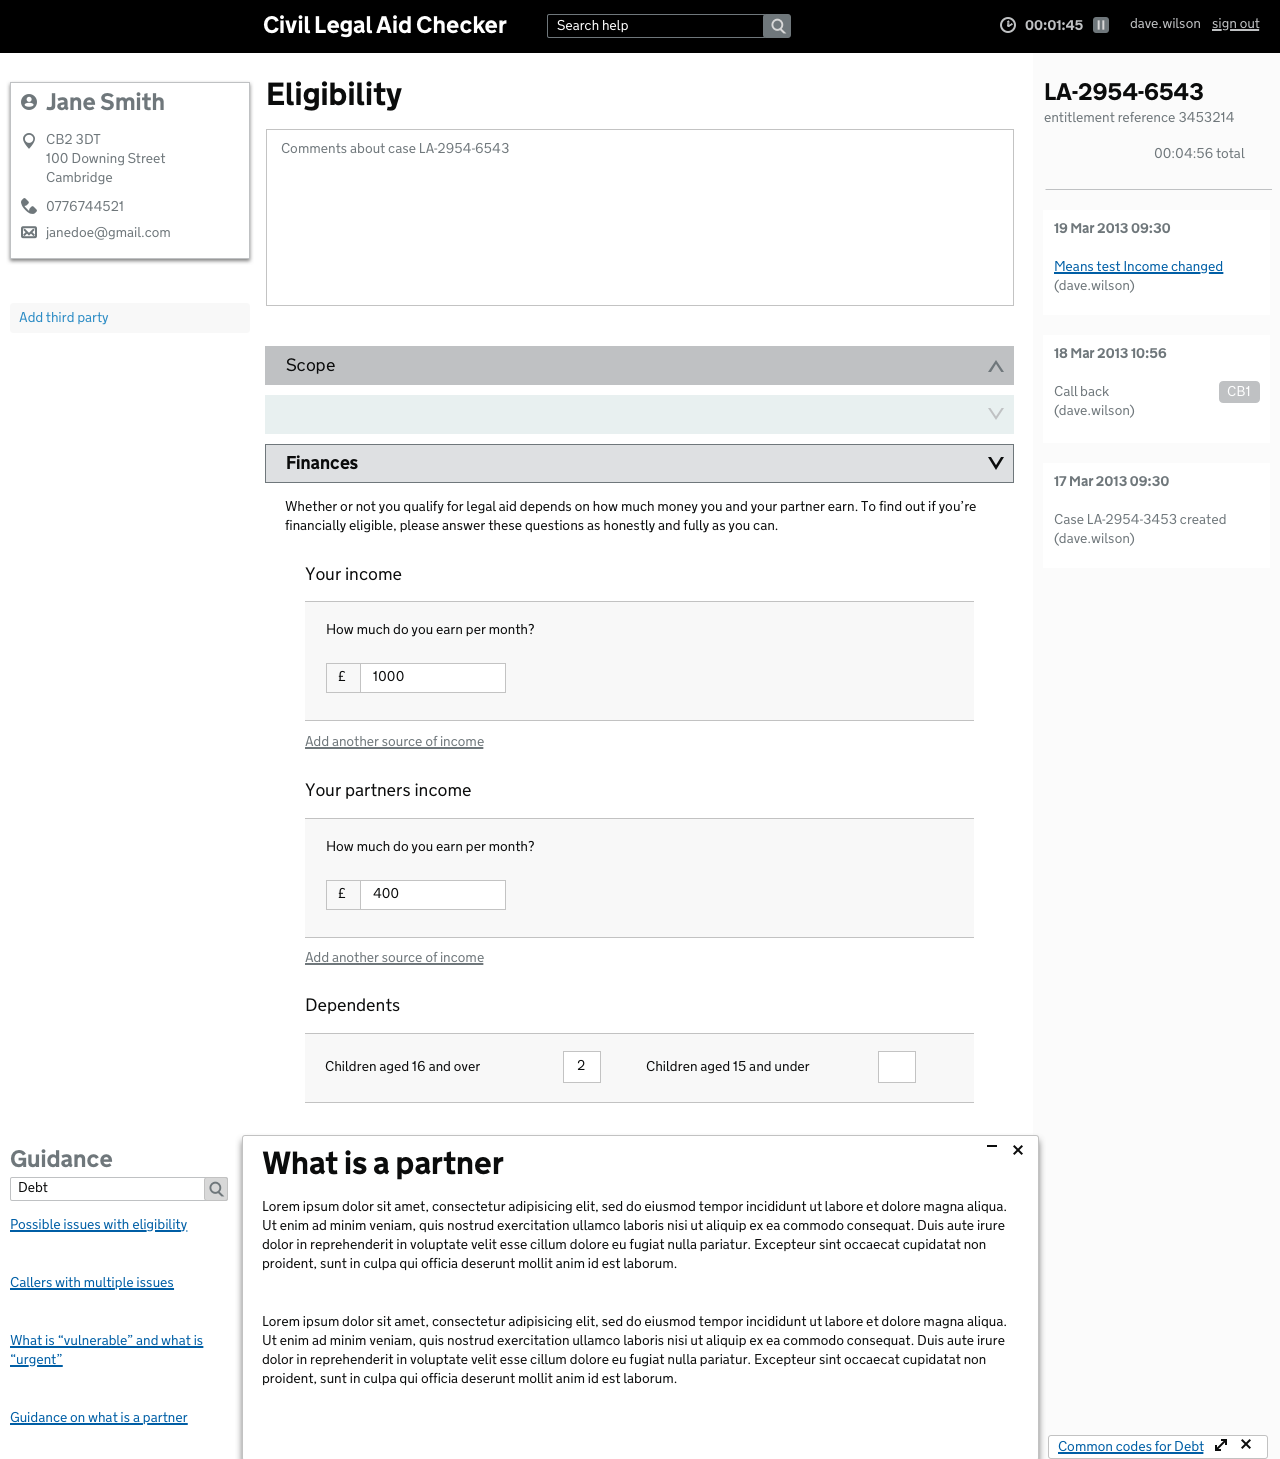 Civil Legal Aid Checker
Search help
00:01:45
dave.wilson sign out
Jane Smith
CB2 3DT
100 Downing Street
Cambridge
0776744521
janedoe@gmail.com
Add third party
Eligibility
Comments about case LA-2954-6543
Scope
Finances
Whether or not you qualify for legal aid depends on how much money you and your partner earn. To find out if you’re
financially eligible, please answer these questions as honestly and fully as you can.
Your income
How much do you earn per month?
£ 1000
Add another source of income
Your partners income
How much do you earn per month?
£ 400
Add another source of income
Dependents
Children aged 16 and over 2 Children aged 15 and under
LA-2954-6543
entitlement reference 3453214
00:04:56 total
19 Mar 2013 09:30
Means test Income changed
(dave.wilson)
18 Mar 2013 10:56
Call back CB1
(dave.wilson)
17 Mar 2013 09:30
Case LA-2954-3453 created
(dave.wilson)
Guidance
Debt
Possible issues with eligibility
Callers with multiple issues
What is “vulnerable” and what is
“urgent”
Guidance on what is a partner
What is a partner
Lorem ipsum dolor sit amet, consectetur adipisicing elit, sed do eiusmod tempor incididunt ut labore et dolore magna aliqua.
Ut enim ad minim veniam, quis nostrud exercitation ullamco laboris nisi ut aliquip ex ea commodo consequat. Duis aute irure
dolor in reprehenderit in voluptate velit esse cillum dolore eu fugiat nulla pariatur. Excepteur sint occaecat cupidatat non
proident, sunt in culpa qui officia deserunt mollit anim id est laborum.
Lorem ipsum dolor sit amet, consectetur adipisicing elit, sed do eiusmod tempor incididunt ut labore et dolore magna aliqua.
Ut enim ad minim veniam, quis nostrud exercitation ullamco laboris nisi ut aliquip ex ea commodo consequat. Duis aute irure
dolor in reprehenderit in voluptate velit esse cillum dolore eu fugiat nulla pariatur. Excepteur sint occaecat cupidatat non
proident, sunt in culpa qui officia deserunt mollit anim id est laborum.
Common codes for Debt